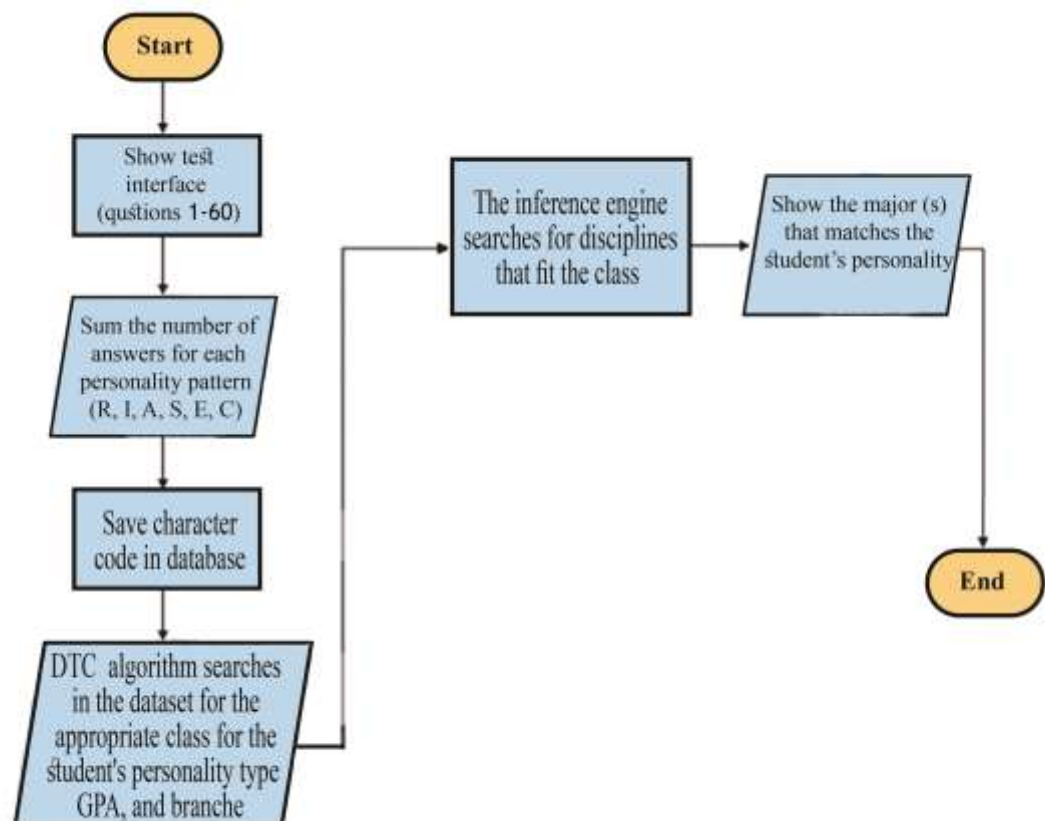 Start
Show test
interface
(qustions 1-60)
Sum the number of
answers for each
personality pattern
(R, I, A, S, E, C)
Save character
code in database
DTC algorithm searches
in the dataset for the
appropriate class for the
student's personality type
GPA, and branche
The inference engine
searches for disciplines
that fit the class
Show the major (s)
that matches the
student's personality
End